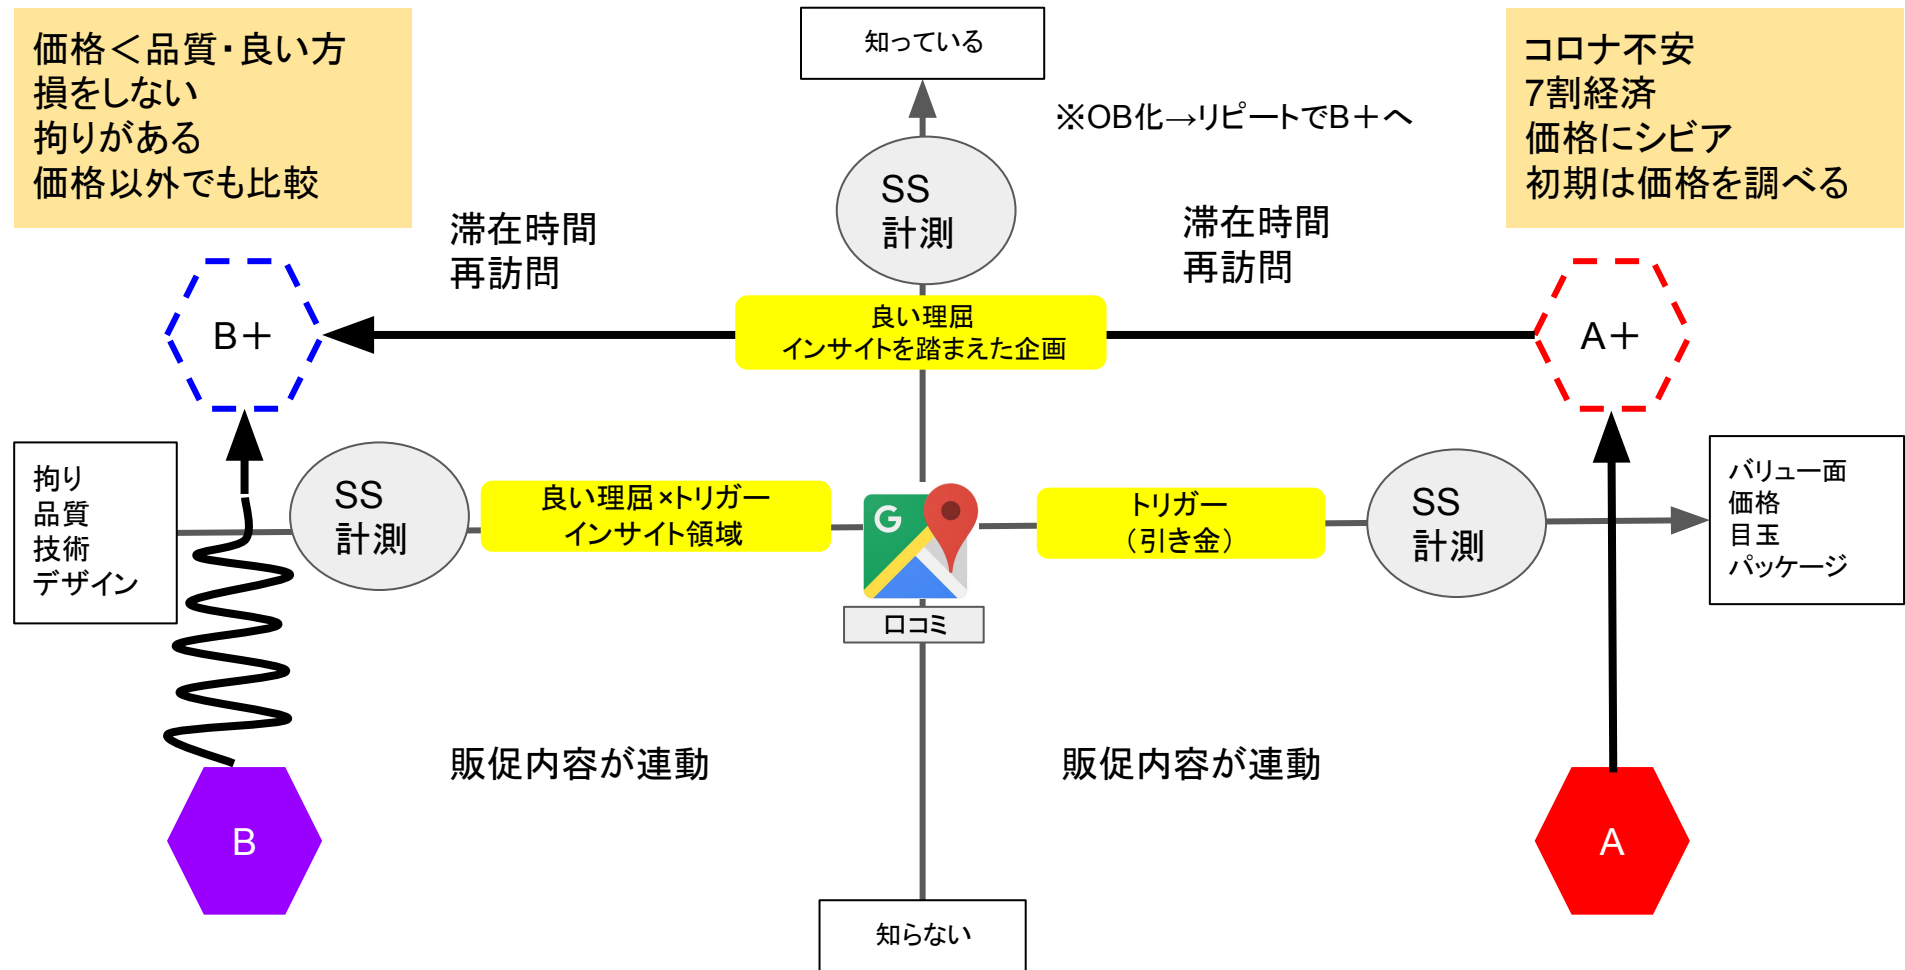 価格＜品質・良い方
損をしない
拘りがある
価格以外でも比較
知っている
※OB化→リピートでB＋へ
コロナ不安
7割経済
価格にシビア
初期は価格を調べる
SS
計測
滞在時間
再訪問
滞在時間
再訪問
B＋
良い理屈
インサイトを踏まえた企画
A＋
拘り
品質
技術
デザイン
SS
計測
良い理屈×トリガー
インサイト領域
G
口コミ
トリガー
（引き金）
SS
計測
バリュー面
価格
目玉
パッケージ
販促内容が連動
販促内容が連動
B
A
知らない